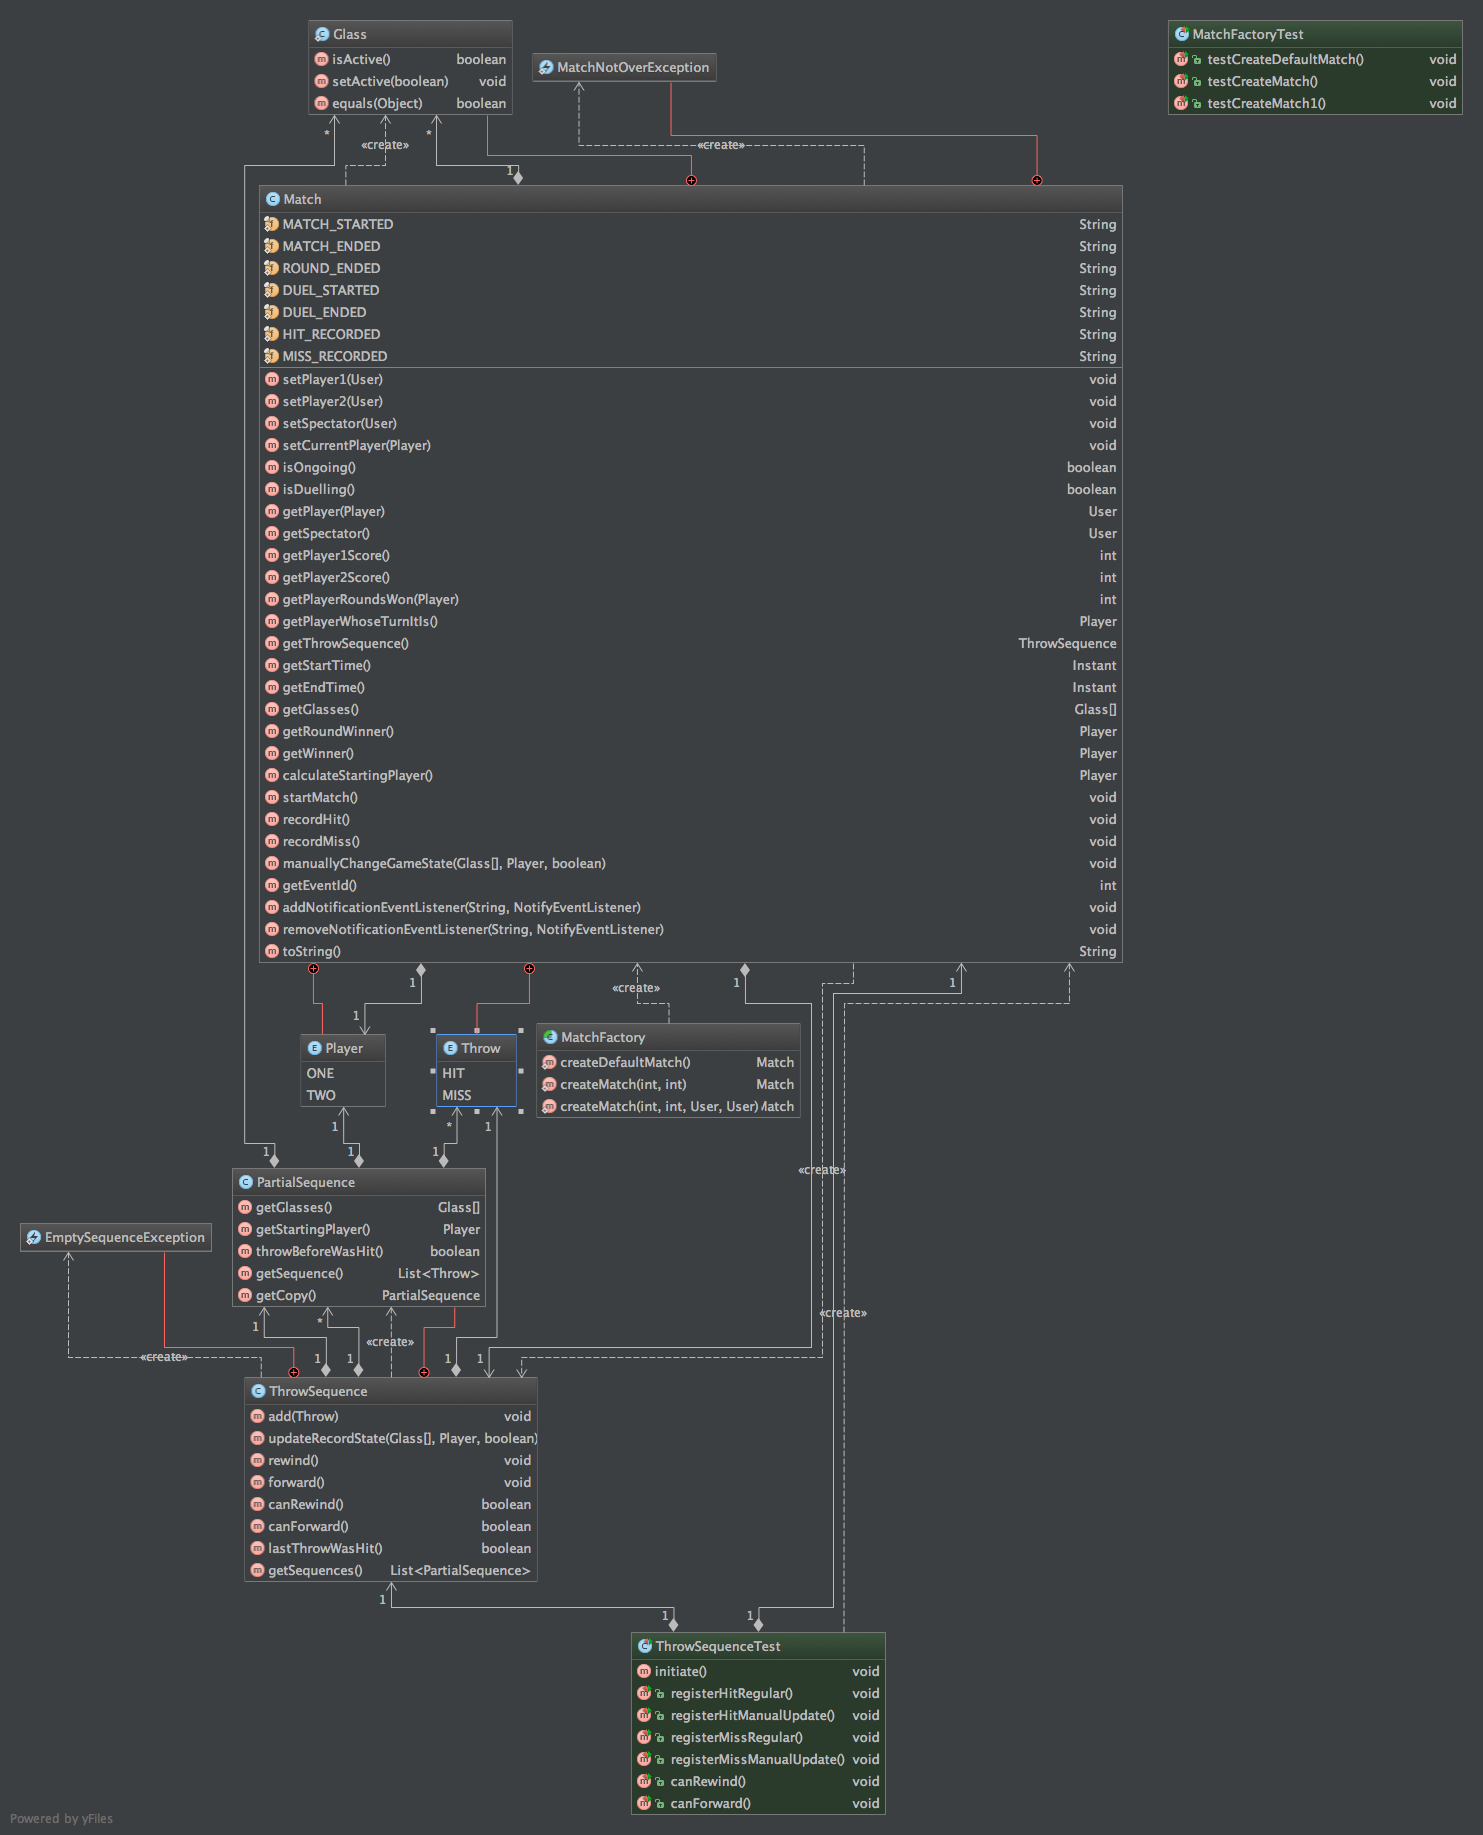 Glass
isActive() boolean
setActive(boolean) void
equals(Object) boolean
MatchNotOverException
MatchFactoryTest
testCreateDefaultMatch() void
testCreateMatch() void
testCreateMatch1() void
* «create» * «create»
1
Match
MATCH_STARTED String
MATCH_ENDED String
ROUND_ENDED String
DUEL_STARTED String
DUEL_ENDED String
HIT_RECORDED String
MISS_RECORDED String
setPlayer1(User) void
setPlayer2(User) void
setSpectator(User) void
setCurrentPlayer(Player) void
isOngoing() boolean
isDuelling() boolean
getPlayer(Player) User
getSpectator() User
getPlayer1Score() int
getPlayer2Score() int
getPlayerRoundsWon(Player) int
getPlayerWhoseTurnItIs() Player
getThrowSequence() ThrowSequence
getStartTime() Instant
getEndTime() Instant
getGlasses() Glass[]
getRoundWinner() Player
getWinner() Player
calculateStartingPlayer() Player
startMatch() void
recordHit() void
recordMiss() void
manuallyChangeGameState(Glass[], Player, boolean) void
getEventId() int
addNotificationEventListener(String, NotifyEventListener) void
removeNotificationEventListener(String, NotifyEventListener) void
toString() String
1 «create» 1 1
1
Player
ONE
TWO
Throw
HIT
MISS
MatchFactory
createDefaultMatch() Match
createMatch(int, int) Match
createMatch(int, int, User, User) Match
1 * 1
1 1 1
«create»
PartialSequence
getGlasses() Glass[]
getStartingPlayer() Player
throwBeforeWasHit() boolean
getSequence() List<Throw>
getCopy() PartialSequence
EmptySequenceException
«create»
1 * «create»
«create» 1 1 1 1
ThrowSequence
add(Throw) void
updateRecordState(Glass[], Player, boolean)
rewind() void
forward() void
canRewind() boolean
canForward() boolean
lastThrowWasHit() boolean
getSequences() List<PartialSequence>
1
1 1
ThrowSequenceTest
initiate() void
registerHitRegular() void
registerHitManualUpdate() void
registerMissRegular() void
registerMissManualUpdate() void
canRewind() void
canForward() void
Powered by yFiles